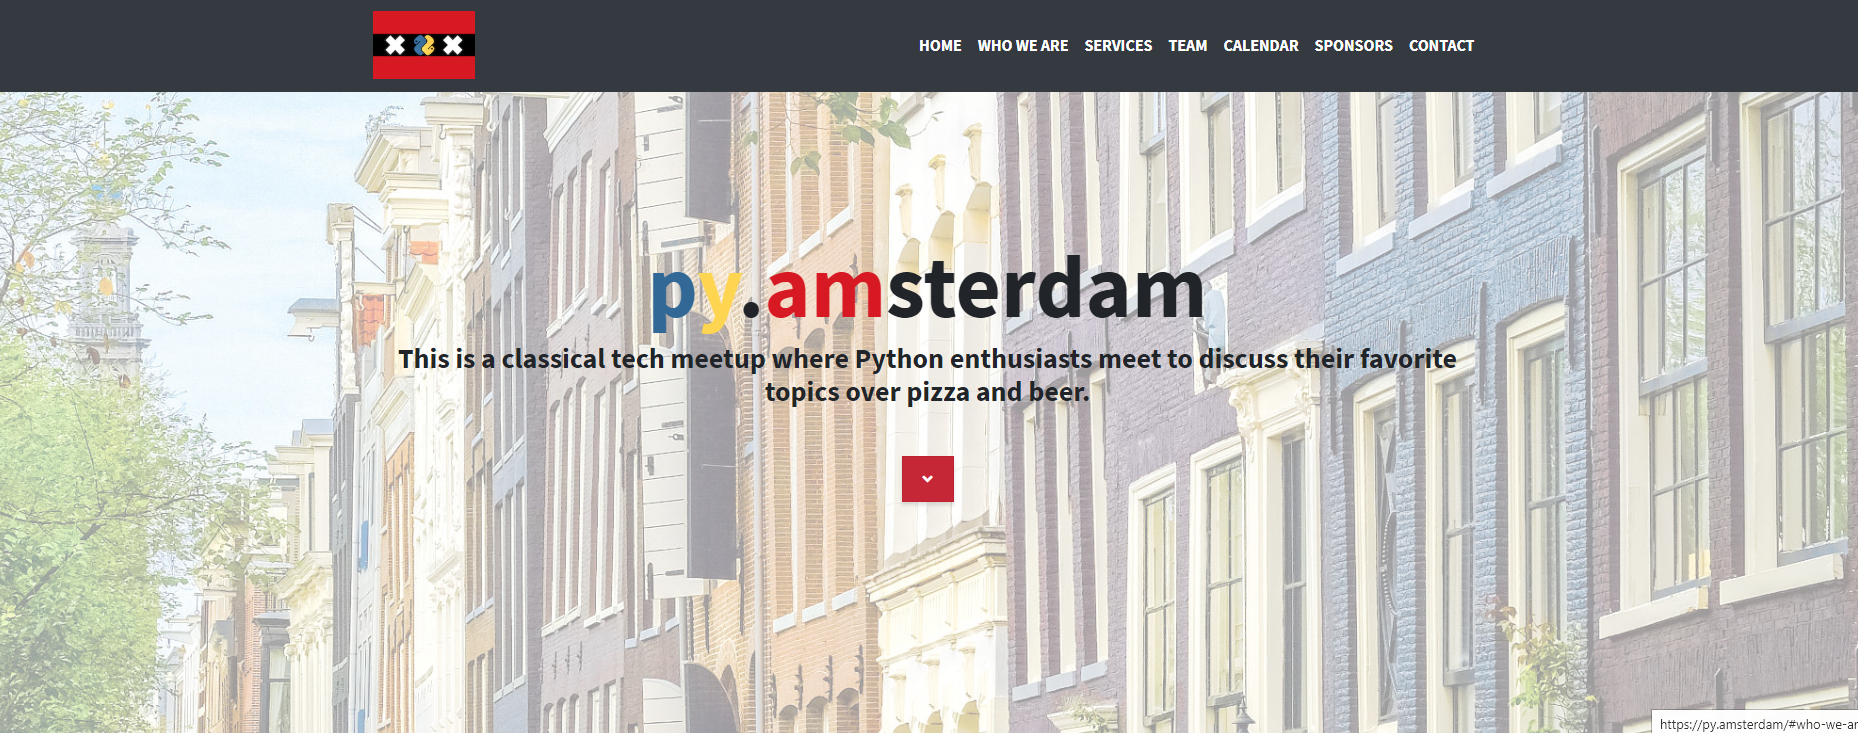 HOME WHO WE ARE SERVICES TEAM CALENDAR SPONSORS CONTACT
py.amsterdam
This is a classical tech meetup where Python enthusiasts meet to discuss their favorite
topics over pizza and beer.
https://py.amsterdam/#who-we-ar